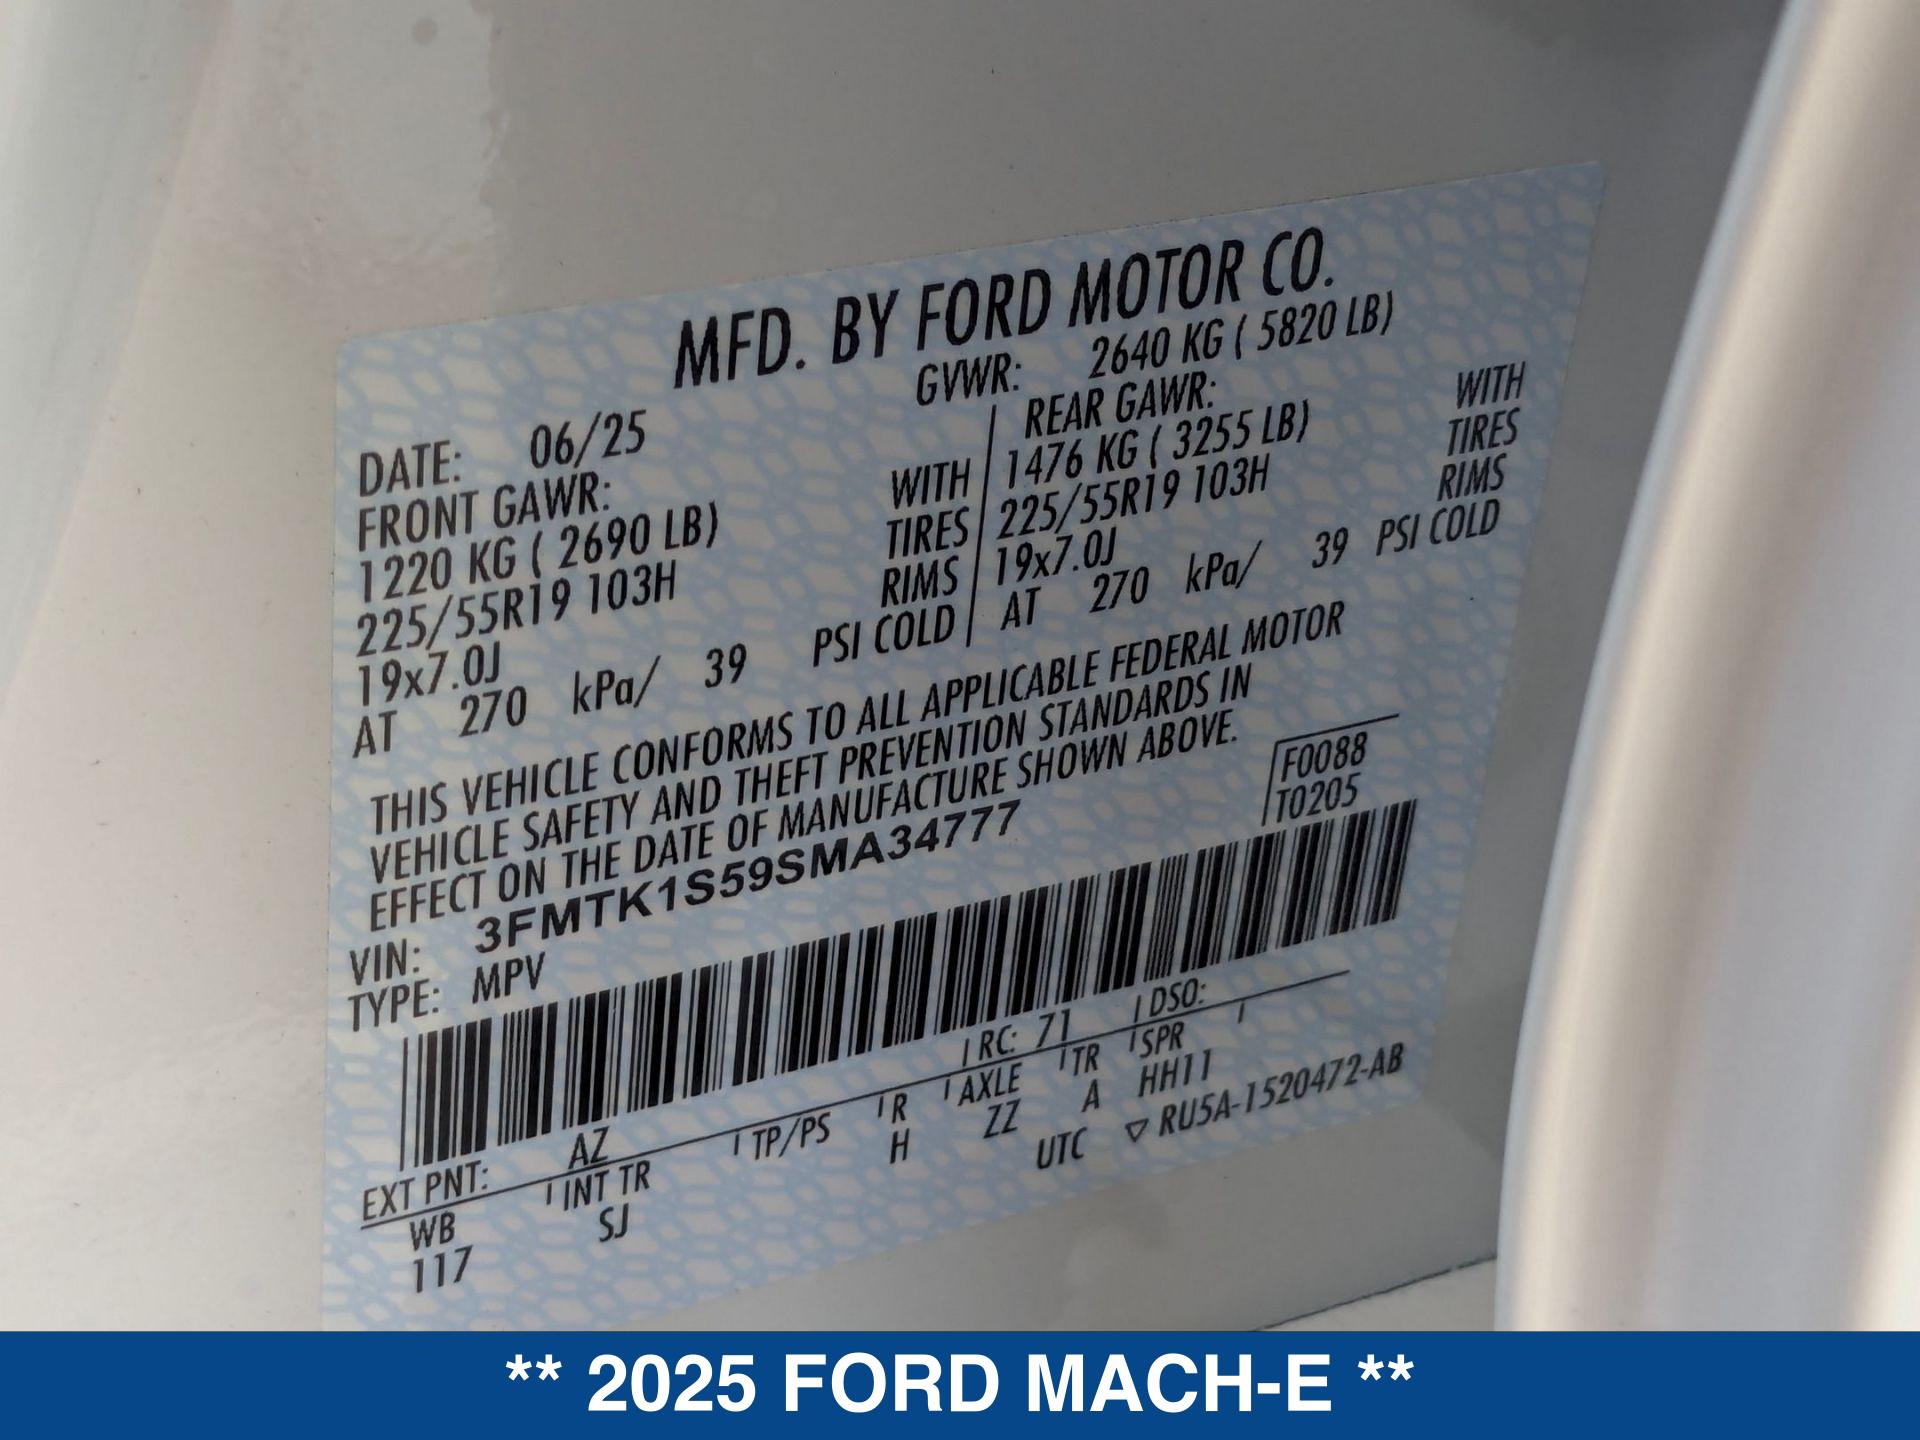 MFD. BY FORD MOTOR CO.
DATE: 06/25
GVWR: 2640 KG ( 5820 LB)
FRONT GAWR:
1220 KG ( 2690 LB) WITH
225/55R19 103H TIRES
19x7.0J RIMS
AT 270 kPa/ 39 PSI COLD
REAR GAWR:
1476 KG ( 3255 LB) WITH
225/55R19 103H TIRES
19x7.0J RIMS
AT 270 kPa/ 39 PSI COLD
THIS VEHICLE CONFORMS TO ALL APPLICABLE FEDERAL MOTOR
VEHICLE SAFETY AND THEFT PREVENTION STANDARDS IN
EFFECT ON THE DATE OF MANUFACTURE SHOWN ABOVE.
F0088
T0205
VIN: 3FMTK1S59SMA34777
TYPE: MPV
EXT PNT: AZ RC: 71 DSO:
WB INT TR TP/PS R AXLE TR SPR
117 SJ H ZZ A HH11
UTC ▽ RU5A-1520472-AB
** 2025 FORD MACH-E **